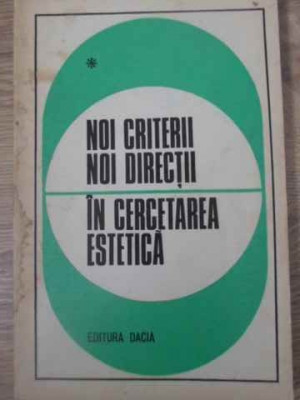 *
NOI CRITERII
NOI DIRECȚII
ÎN CERCETAREA
ESTETICĂ
EDITURA DACIA